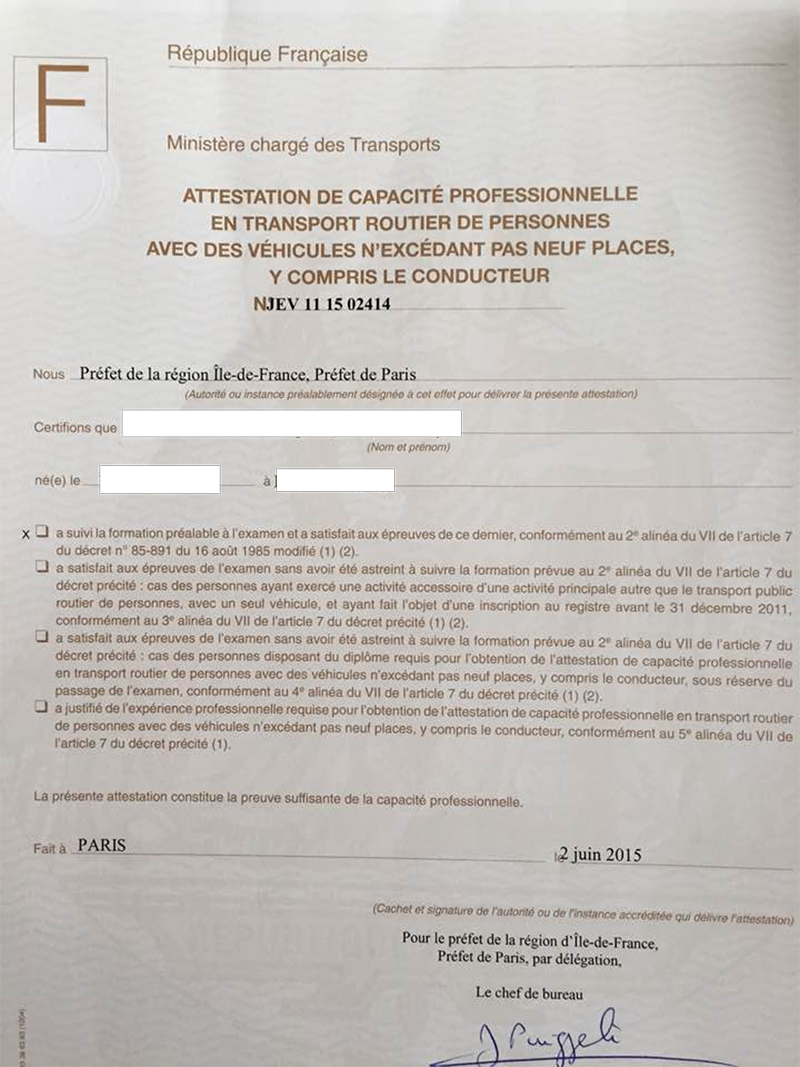 République Française
F
Ministère chargé des Transports
ATTESTATION DE CAPACITÉ PROFESSIONNELLE
EN TRANSPORT ROUTIER DE PERSONNES
AVEC DES VÉHICULES N'EXCÉDANT PAS NEUF PLACES,
Y COMPRIS LE CONDUCTEUR
N JEV 11 15 02414
Nous Préfet de la région Île-de-France, Préfet de Paris
(Autorité ou instance préalablement désignée à cet effet pour délivrer la présente attestation)
Certifions que
(Nom et prénom)
né(e) le à
x ❑ a suivi la formation préalable à l'examen et a satisfait aux épreuves de ce dernier, conformément au 2e alinéa du VII de l'article 7
du décret n° 85-891 du 16 août 1985 modifié (1) (2).
❑ a satisfait aux épreuves de l'examen sans avoir été astreint à suivre la formation prévue au 2e alinéa du VII de l'article 7 du
décret précité : cas des personnes ayant exercé une activité accessoire d'une activité principale autre que le transport public
routier de personnes, avec un seul véhicule, et ayant fait l'objet d'une inscription au registre avant le 31 décembre 2011,
conformément au 3e alinéa du VII de l'article 7 du décret précité (1) (2).
❑ a satisfait aux épreuves de l'examen sans avoir été astreint à suivre la formation prévue au 2e alinéa du VII de l'article 7 du
décret précité : cas des personnes disposant du diplôme requis pour l'obtention de l'attestation de capacité professionnelle
en transport routier de personnes avec des véhicules n'excédant pas neuf places, y compris le conducteur, sous réserve du
passage de l'examen, conformément au 4e alinéa du VII de l'article 7 du décret précité (1) (2).
❑ a justifié de l'expérience professionnelle requise pour l'obtention de l'attestation de capacité professionnelle en transport routier
de personnes avec des véhicules n'excédant pas neuf places, y compris le conducteur, conformément au 5e alinéa du VII de
l'article 7 du décret précité (1).
La présente attestation constitue la preuve suffisante de la capacité professionnelle.
Fait à PARIS le 2 juin 2015
(Cachet et signature de l'autorité ou de l'instance accréditée qui délivre l'attestation)
Pour le préfet de la région d'Île-de-France,
Préfet de Paris, par délégation,
Le chef de bureau